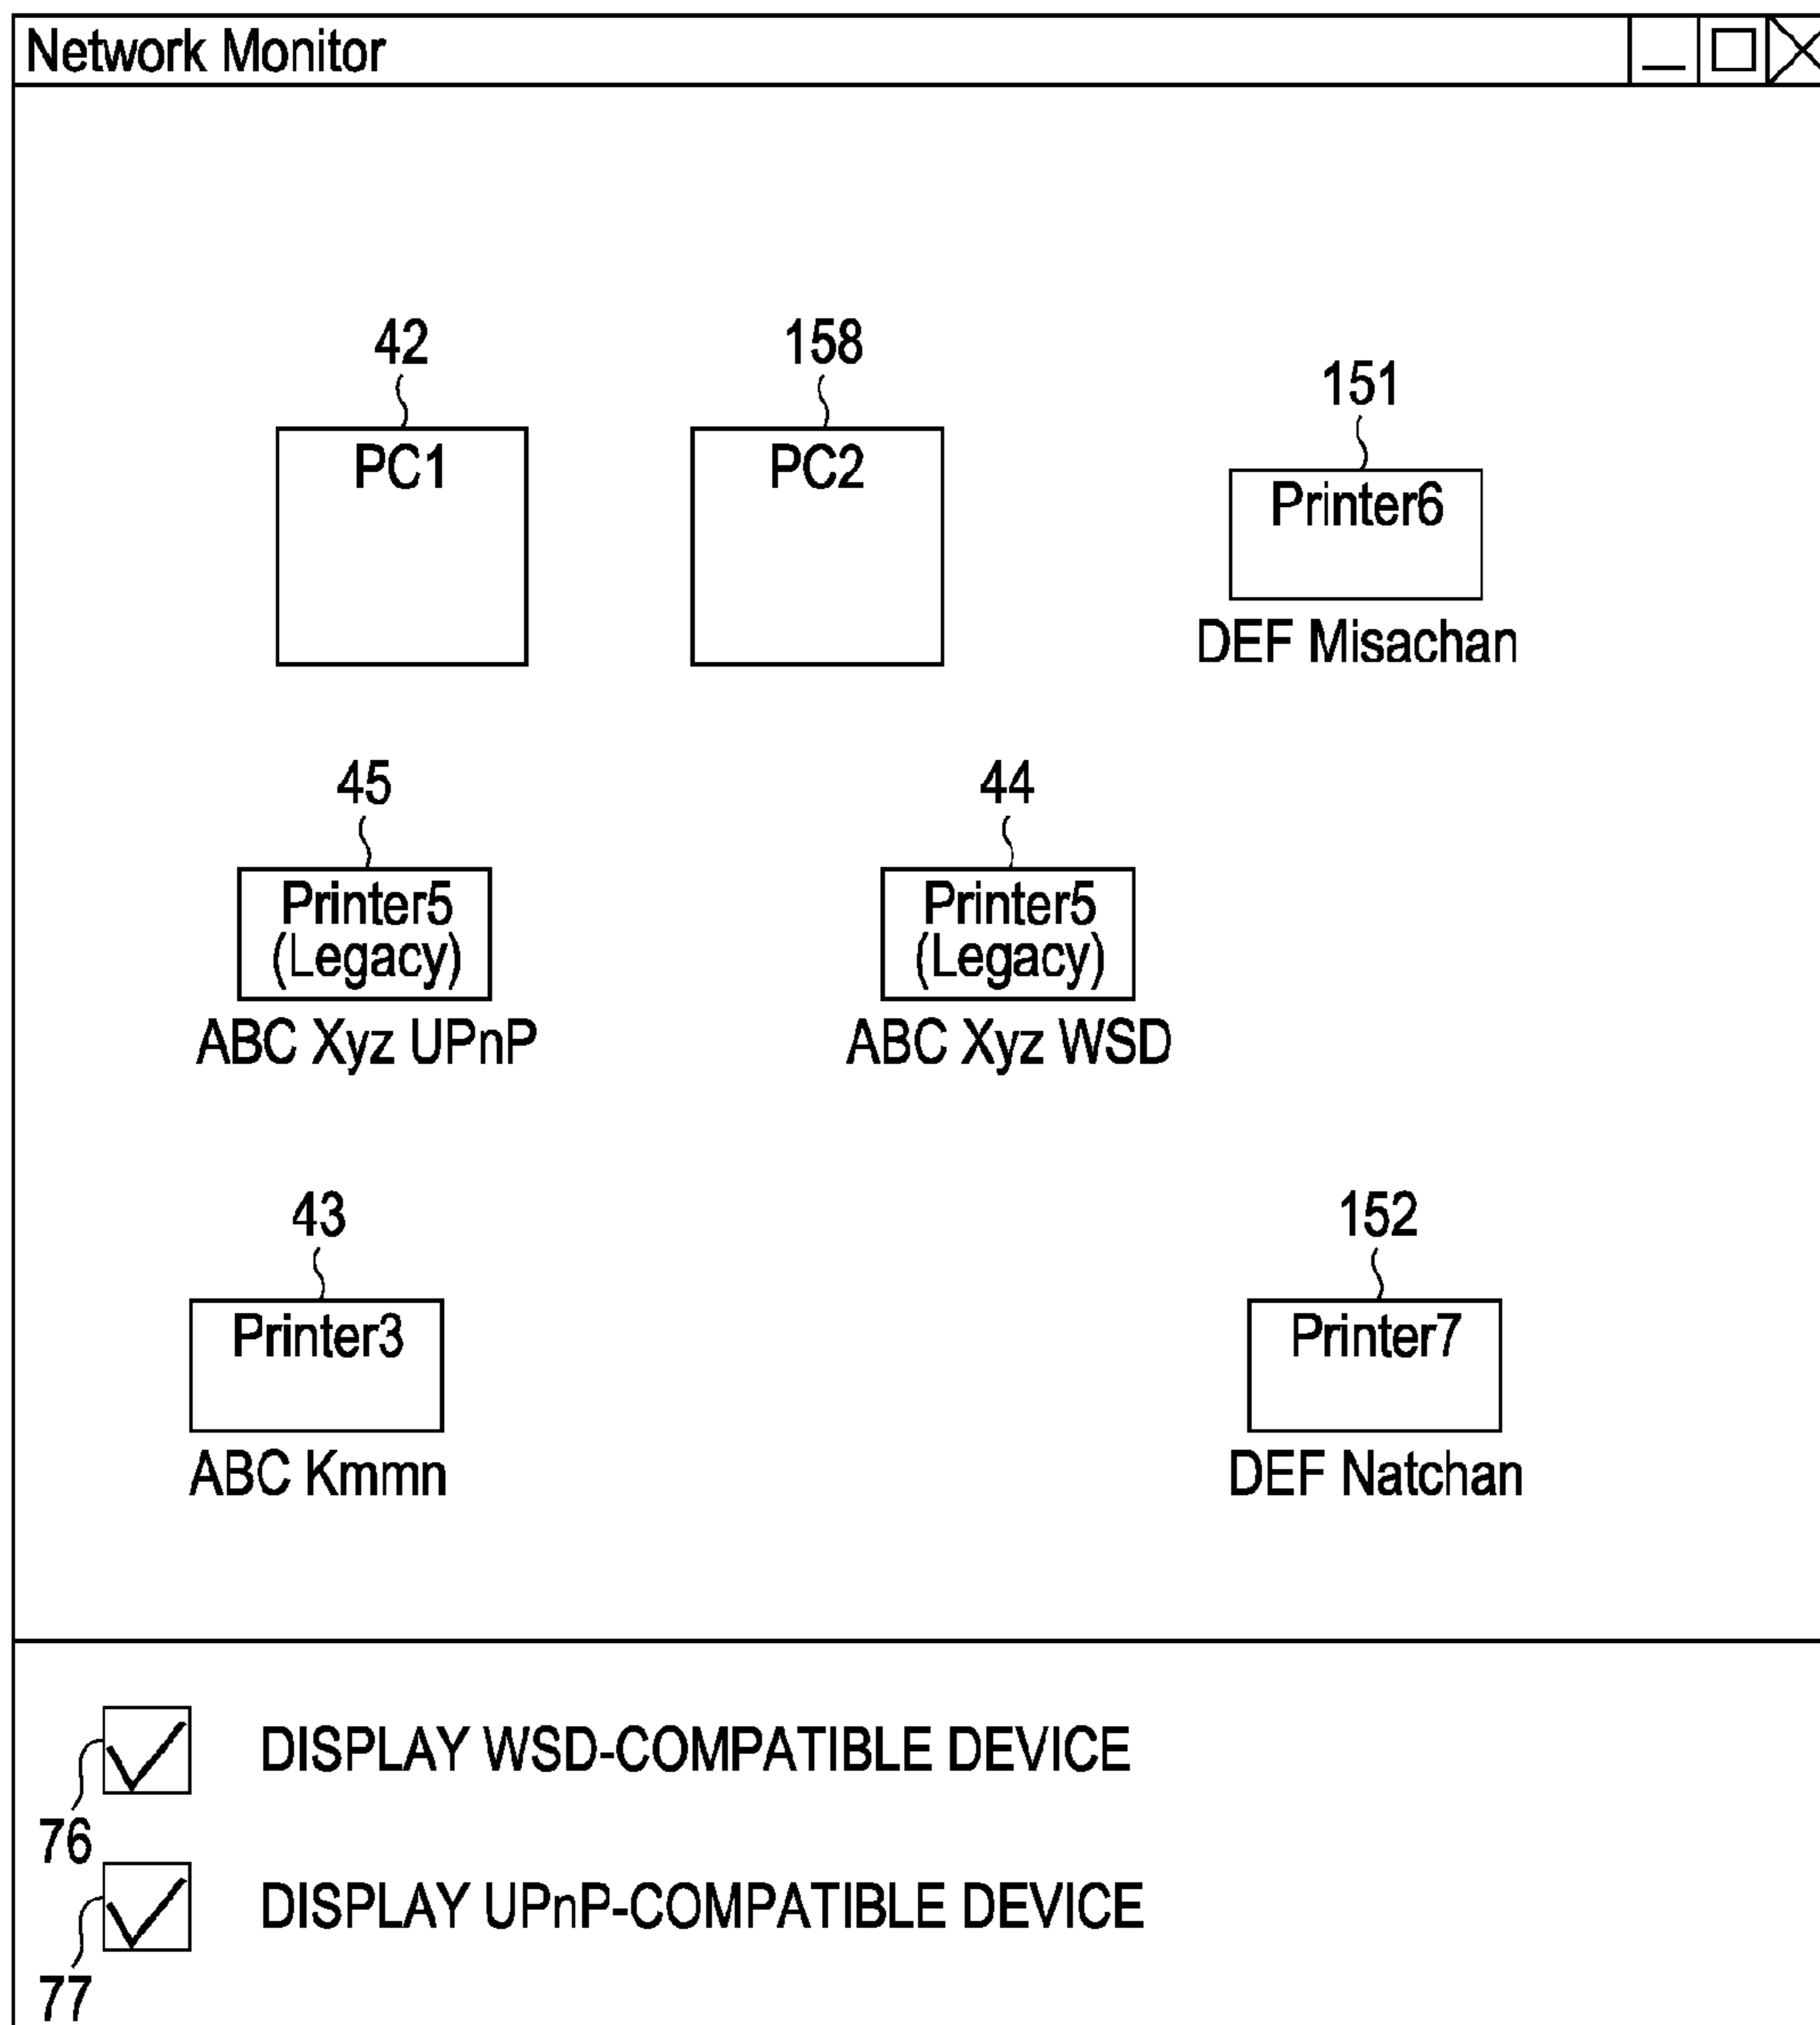 Network Monitor
42
158
151
PC1
PC2
Printer6
DEF Misachan
45
44
Printer5
(Legacy)
ABC Xyz UPnP
Printer5
(Legacy)
ABC Xyz WSD
43
152
Printer3
ABC Kmmn
Printer7
DEF Natchan
DISPLAY WSD-COMPATIBLE DEVICE
76
DISPLAY UPnP-COMPATIBLE DEVICE
77